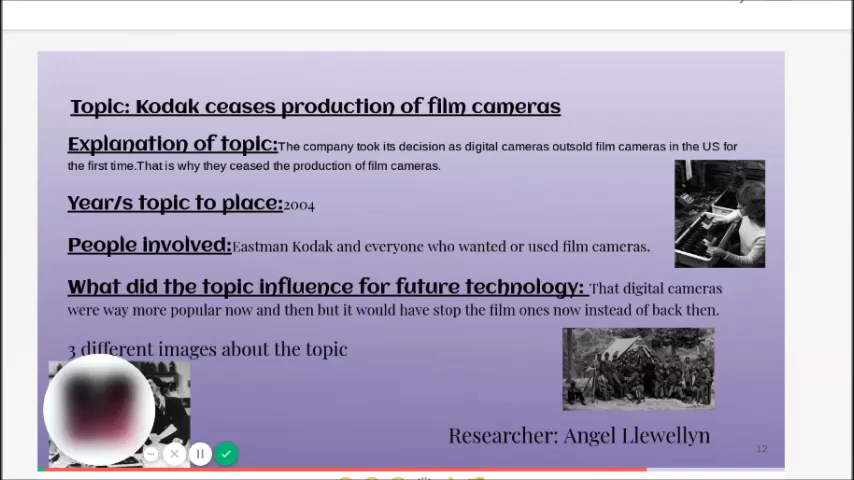 Topic: Kodak ceases production of film cameras
Explanation of topic:The company took its decision as digital cameras outsold film cameras in the US for
the first time.That is why they ceased the production of film cameras.
Year/s topic to place:2004
People involved:Eastman Kodak and everyone who wanted or used film cameras.
What did the topic influence for future technology: That digital cameras
were way more popular now and then but it would have stop the film ones now instead of back then.
3 different images about the topic
Researcher: Angel Llewellyn
12